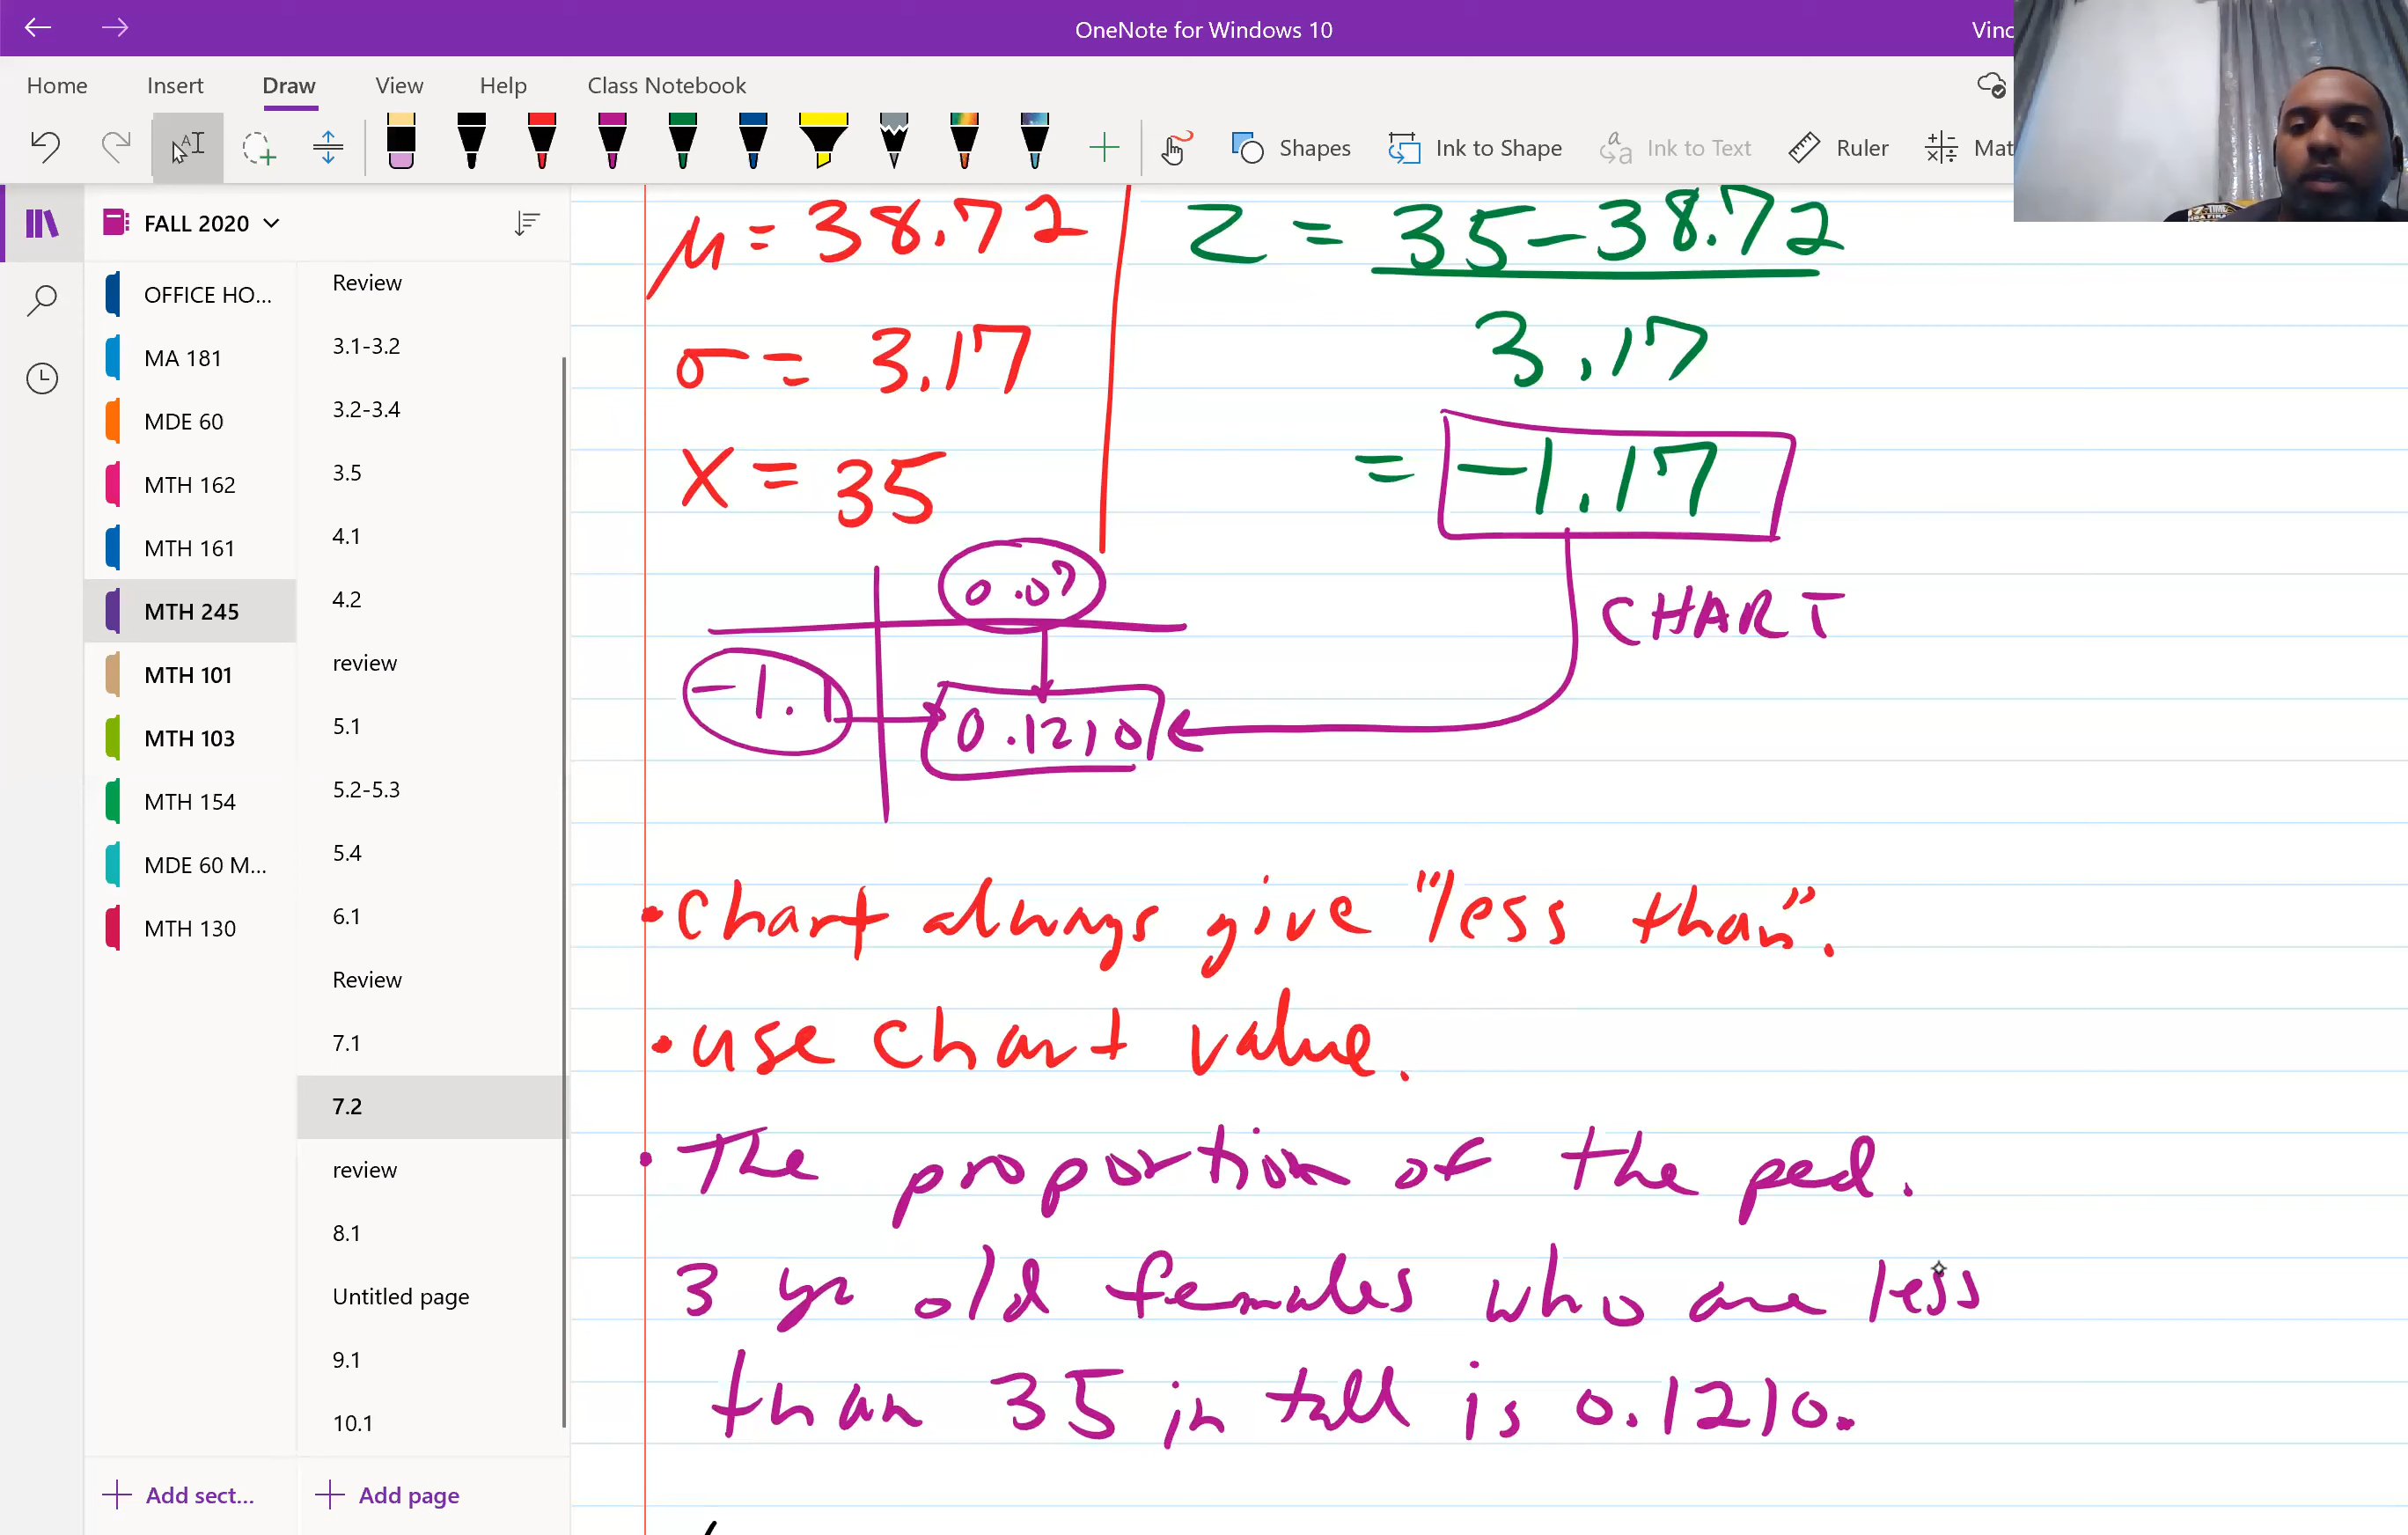 OneNote for Windows 10
Vinc
Home Insert Draw View Help Class Notebook
Shapes Ink to Shape Ink to Text Ruler Mat
FALL 2020
OFFICE HO...
MA 181
MDE 60
MTH 162
MTH 161
MTH 245
MTH 101
MTH 103
MTH 154
MDE 60 M...
MTH 130
Add sect...
Review
3.1-3.2
3.2-3.4
3.5
4.1
4.2
review
5.1
5.2-5.3
5.4
6.1
Review
7.1
7.2
review
8.1
Untitled page
9.1
10.1
Add page
μ = 38.72
σ = 3.17
x = 35
z = 35 - 38.72
3.17
= -1.17
CHART
0.07
-1.1 0.1210
• Chart always give "less than".
• use chart value.
• The proportion of the ped.
3 yr old females who are less
than 35 in tall is 0.1210.